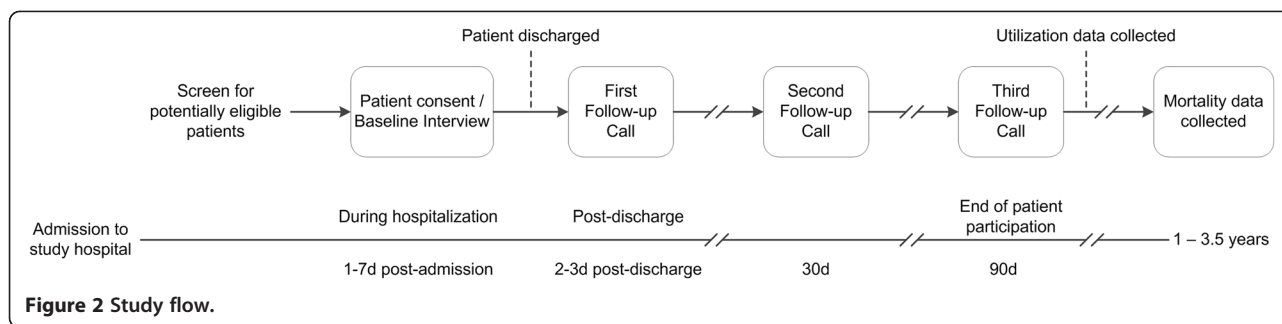 Patient discharged
Utilization data collected
Screen for
potentially eligible
patients
Patient consent /
Baseline Interview
First
Follow-up
Call
Second
Follow-up
Call
Third
Follow-up
Call
Mortality data
collected
Admission to
study hospital
During hospitalization
Post-discharge
End of patient
participation
1 – 3.5 years
1-7d post-admission
2-3d post-discharge
30d
90d
Figure 2 Study flow.